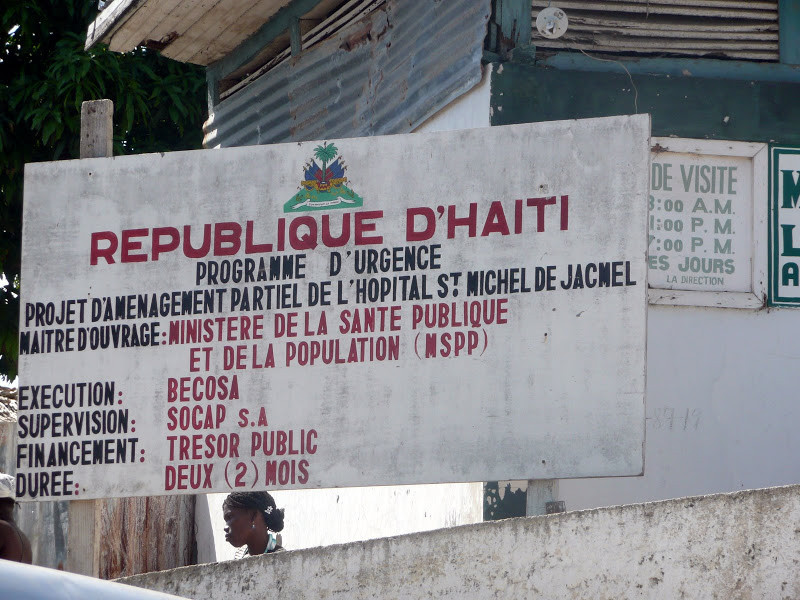 REPUBLIQUE D'HAITI
PROGRAMME D'URGENCE
PROJET D'AMENAGEMENT PARTIEL DE L'HOPITAL ST MICHEL DE JACMEL
MAITRE D'OUVRAGE: MINISTERE DE LA SANTE PUBLIQUE
ET DE LA POPULATION (MSPP)
EXECUTION: BECOSA
SUPERVISION: SOCAP S.A
FINANCEMENT: TRESOR PUBLIC
DUREE: DEUX (2) MOIS
DE VISITE
:00 A.M.
:00 P.M.
7:00 P.M.
JOURS
LA DIRECTION
M
L
A